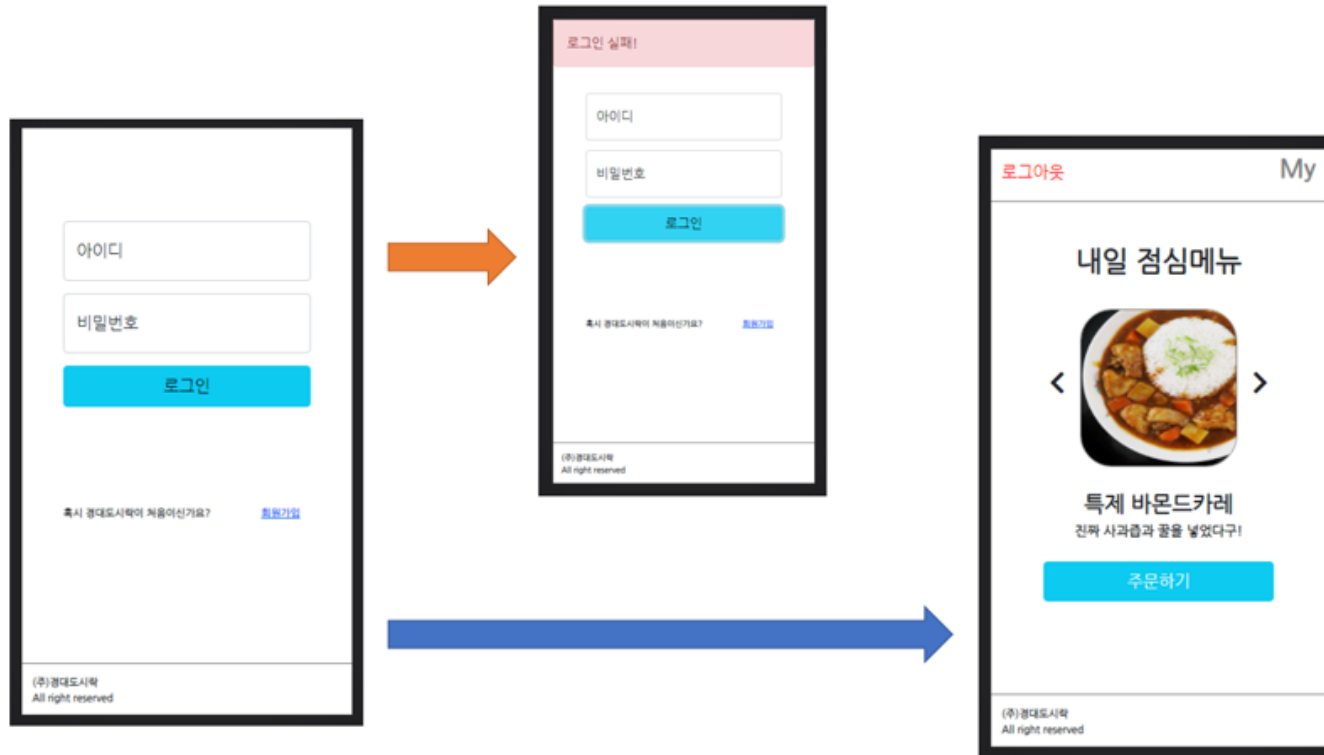 아이디
비밀번호
로그인
혹시 경대도시락이 처음이신가요? 회원가입
(주)경대도시락
All right reserved
로그인 실패!
아이디
비밀번호
로그인
혹시 경대도시락이 처음이신가요? 회원가입
(주)경대도시락
All right reserved
로그아웃 My
내일 점심메뉴
특제 바몬드카레
진짜 사과즙과 꿀을 넣었다구!
주문하기
(주)경대도시락
All right reserved